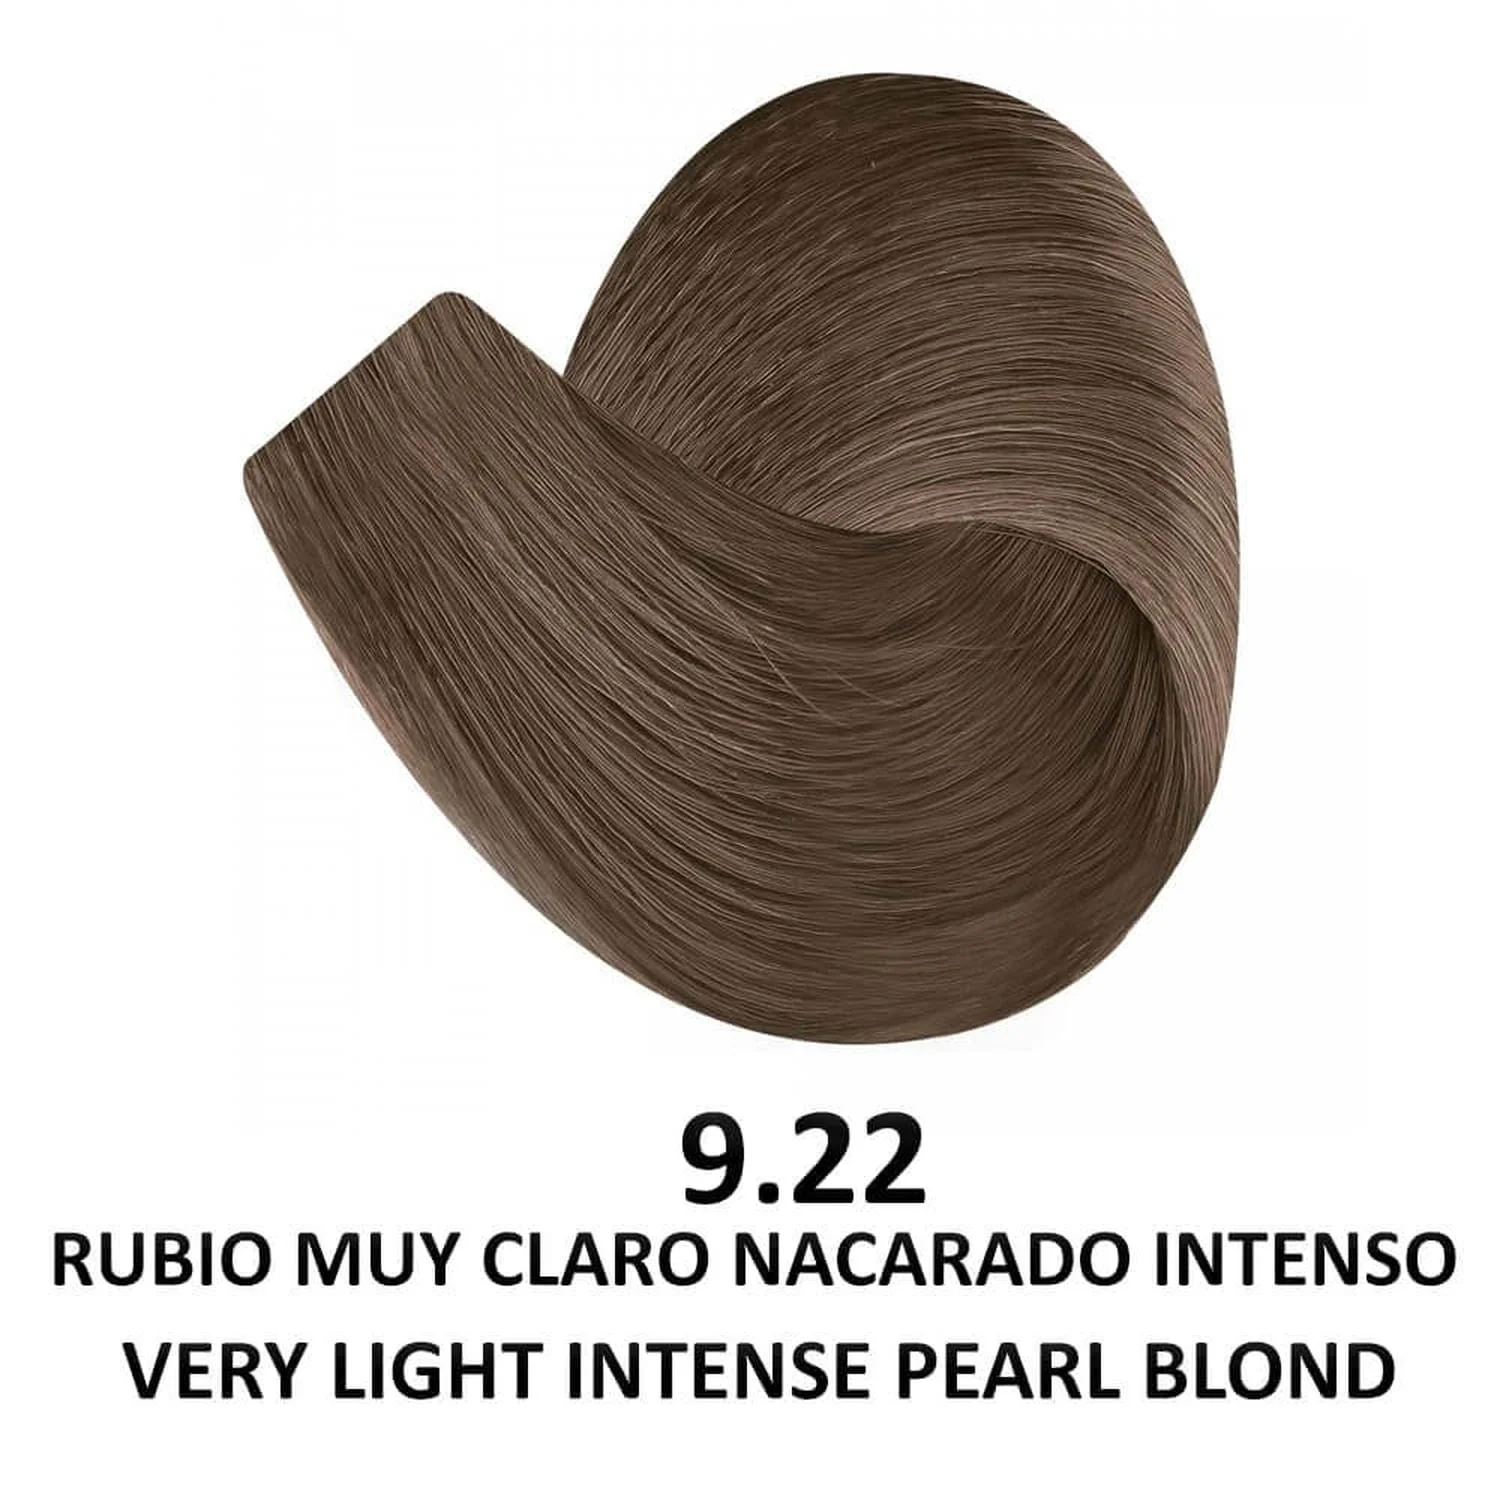 9.22
RUBIO MUY CLARO NACARADO INTENSO
VERY LIGHT INTENSE PEARL BLOND